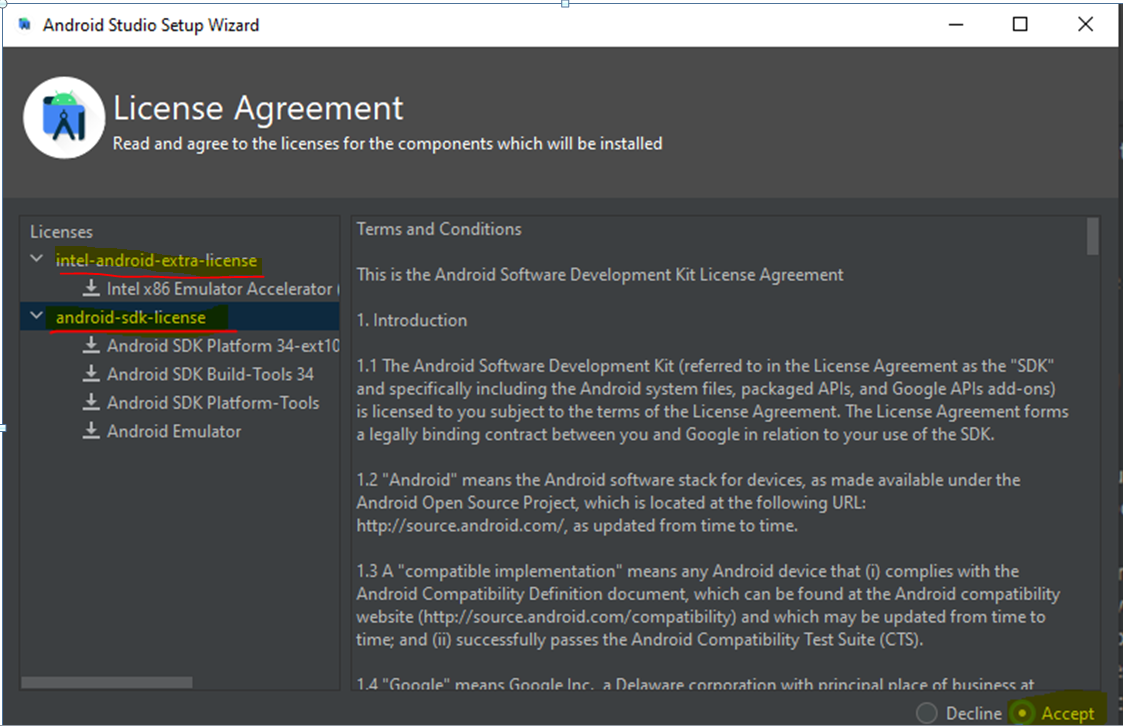 Android Studio Setup Wizard
License Agreement
Read and agree to the licenses for the components which will be installed
Licenses
intel-android-extra-license
Intel x86 Emulator Accelerator (
android-sdk-license
Android SDK Platform 34-ext10
Android SDK Build-Tools 34
Android SDK Platform-Tools
Android Emulator
Terms and Conditions
This is the Android Software Development Kit License Agreement
1. Introduction
1.1 The Android Software Development Kit (referred to in the License Agreement as the "SDK"
and specifically including the Android system files, packaged APIs, and Google APIs add-ons)
is licensed to you subject to the terms of the License Agreement. The License Agreement forms
a legally binding contract between you and Google in relation to your use of the SDK.
1.2 "Android" means the Android software stack for devices, as made available under the
Android Open Source Project, which is located at the following URL:
http://source.android.com/, as updated from time to time.
1.3 A "compatible implementation" means any Android device that (i) complies with the
Android Compatibility Definition document, which can be found at the Android compatibility
website (http://source.android.com/compatibility) and which may be updated from time to
time; and (ii) successfully passes the Android Compatibility Test Suite (CTS).
1.4 "Google" means Google Inc., a Delaware corporation with principal place of business at
Decline
Accept